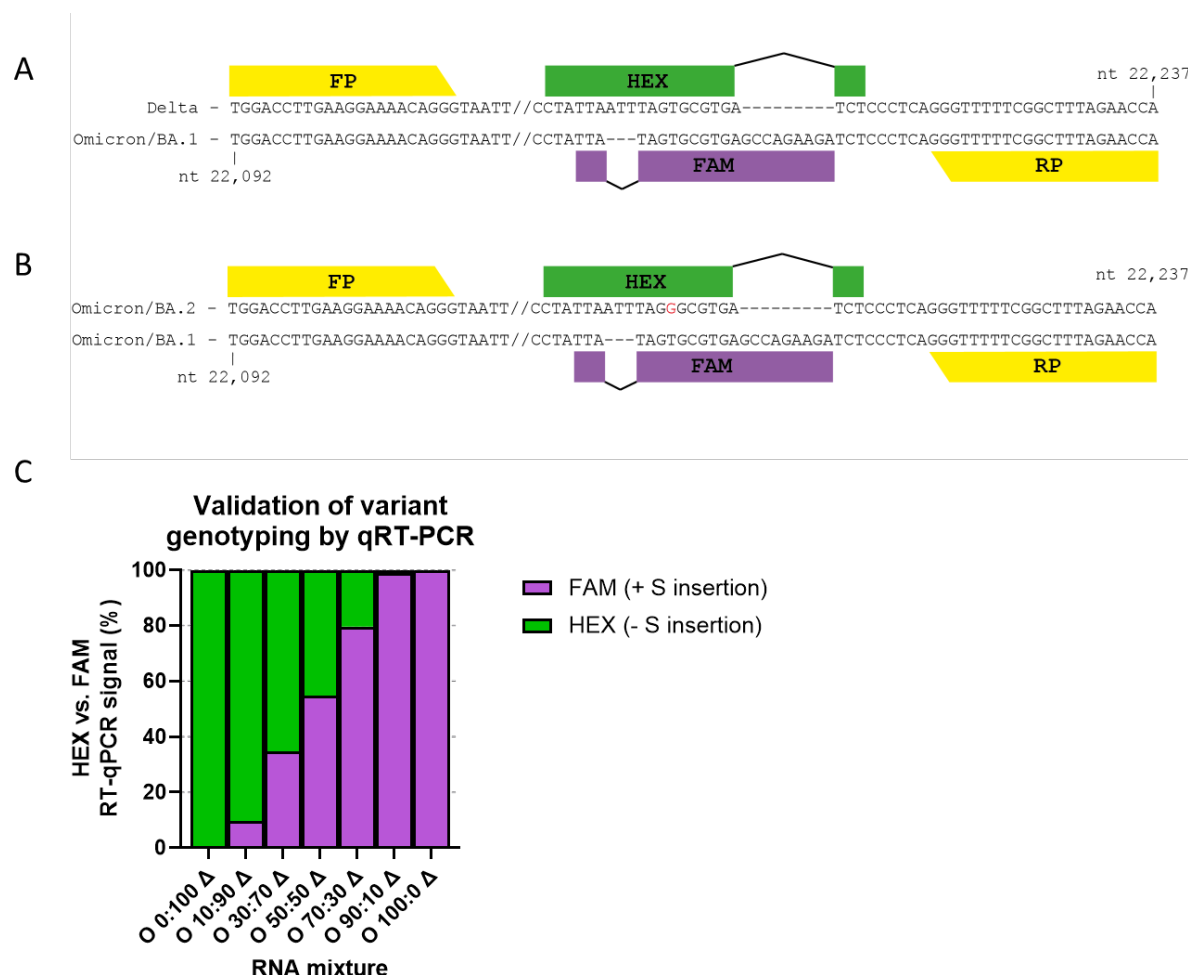 A
FP
HEX
nt 22,237
Delta - TGGACCTTGAAGGAAAACAGGGTAATT//CCTATTAATTTAGTGCGTGA---------TCTCCCTCAGGGTTTTTCGGCTTTAGAACCA
Omicron/BA.1 - TGGACCTTGAAGGAAAACAGGGTAATT//CCTATTA---TAGTGCGTGAGCCAGAAGATCTCCCTCAGGGTTTTTCGGCTTTAGAACCA
nt 22,092
FAM
RP
B
FP
HEX
nt 22,237
Omicron/BA.2 - TGGACCTTGAAGGAAAACAGGGTAATT//CCTATTAATTTAGGGCGTGA---------TCTCCCTCAGGGTTTTTCGGCTTTAGAACCA
Omicron/BA.1 - TGGACCTTGAAGGAAAACAGGGTAATT//CCTATTA---TAGTGCGTGAGCCAGAAGATCTCCCTCAGGGTTTTTCGGCTTTAGAACCA
nt 22,092
FAM
RP
C
Validation of variant
genotyping by qRT-PCR
HEX vs. FAM
RT-qPCR signal (%)
100
80
60
40
20
0
FAM (+ S insertion)
HEX (- S insertion)
O 0:100 Δ
O 10:90 Δ
O 30:70 Δ
O 50:50 Δ
O 70:30 Δ
O 90:10 Δ
O 100:0 Δ
RNA mixture